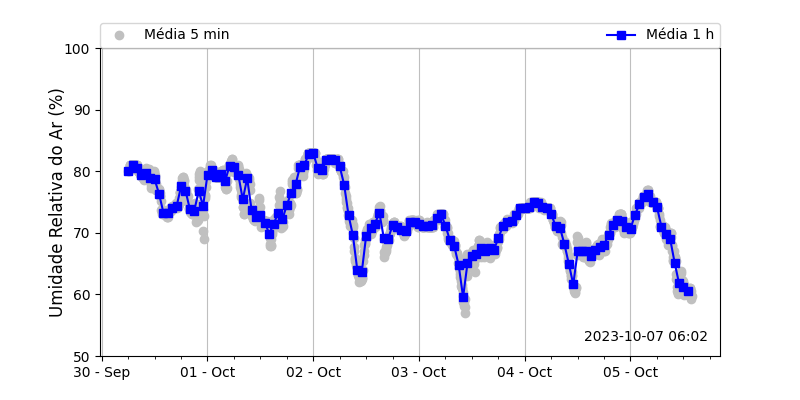 Média 5 min
Média 1 h
Umidade Relativa do Ar (%)
100
90
80
70
60
50
2023-10-07 06:02
30 - Sep
01 - Oct
02 - Oct
03 - Oct
04 - Oct
05 - Oct